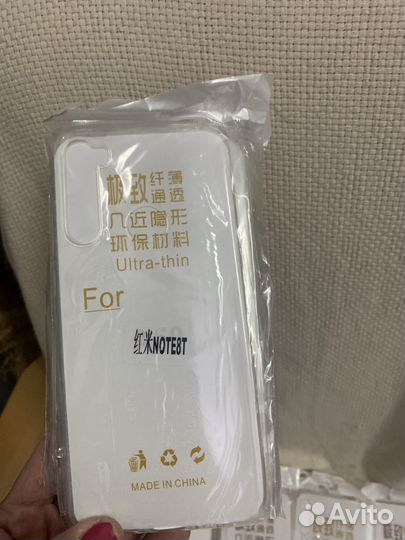 极致纤薄
通透
几近隐形
环保材料
Ultra-thin
For
红米NOTE8T
MADE IN CHINA
Avito